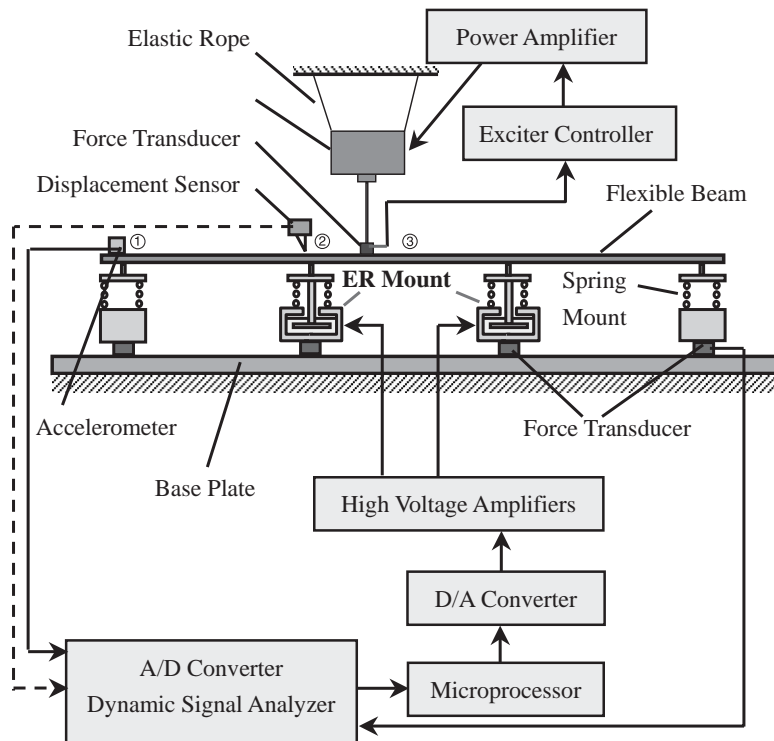 Elastic Rope
Power Amplifier
Force Transducer
Exciter Controller
Displacement Sensor
Flexible Beam
① ② ③
ER Mount
Spring
Mount
Accelerometer
Force Transducer
Base Plate
High Voltage Amplifiers
D/A Converter
A/D Converter
Dynamic Signal Analyzer
Microprocessor